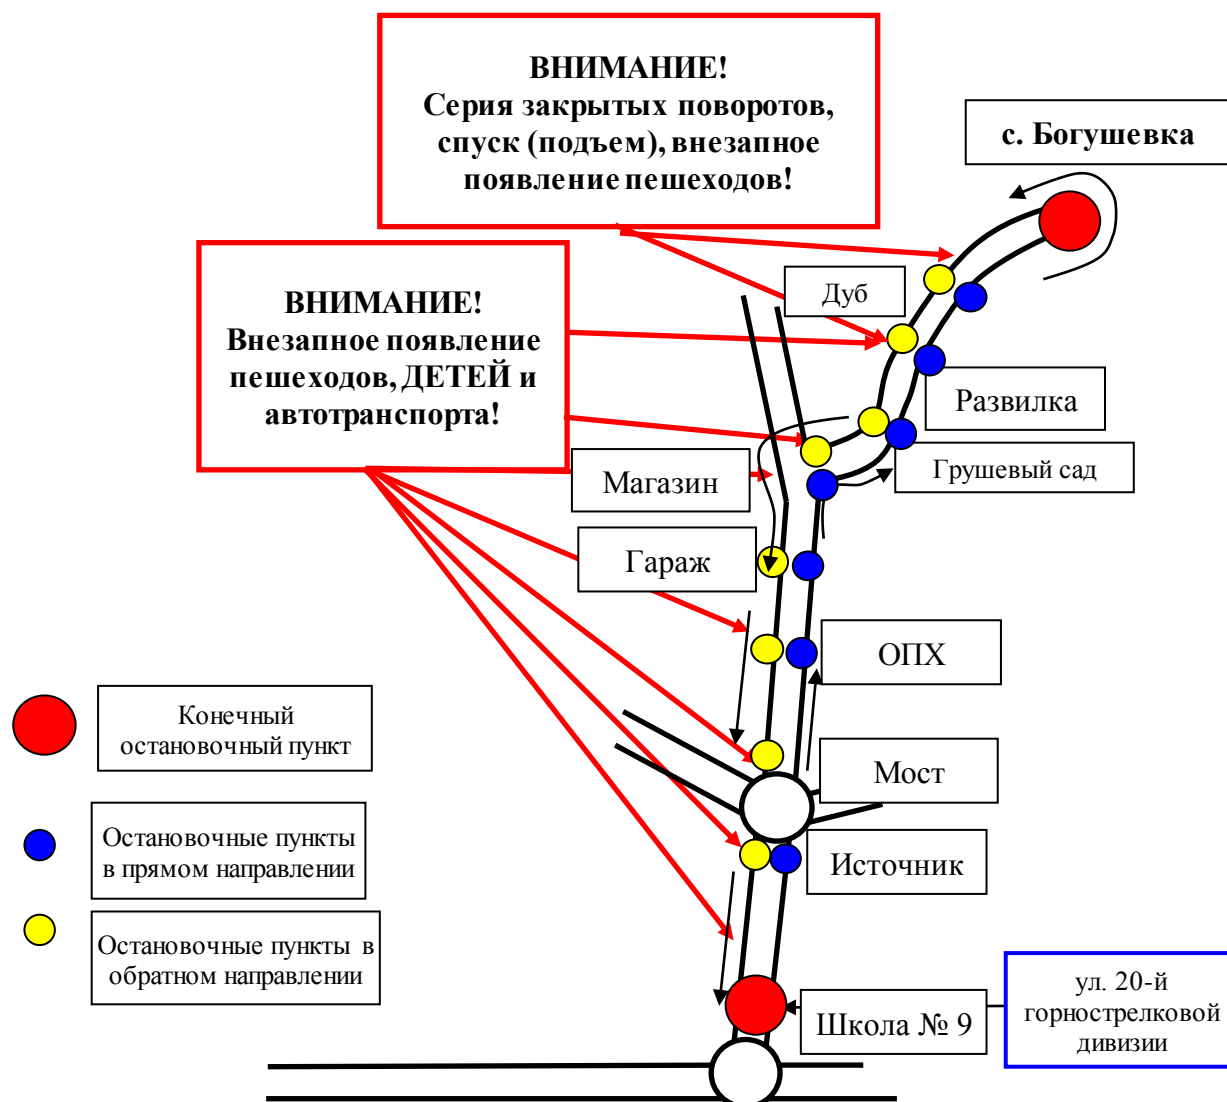 ВНИМАНИЕ!
Серия закрытых поворотов,
спуск (подъем), внезапное
появление пешеходов!
с. Богушевка
ВНИМАНИЕ!
Внезапное появление
пешеходов, ДЕТЕЙ и
автотранспорта!
Дуб
Развилка
Грушевый сад
Магазин
Гараж
ОПХ
Мост
Источник
Школа № 9
ул. 20-й
горнострелковой
дивизии
Конечный
остановочный пункт
Остановочные пункты
в прямом направлении
Остановочные пункты в
обратном направлении